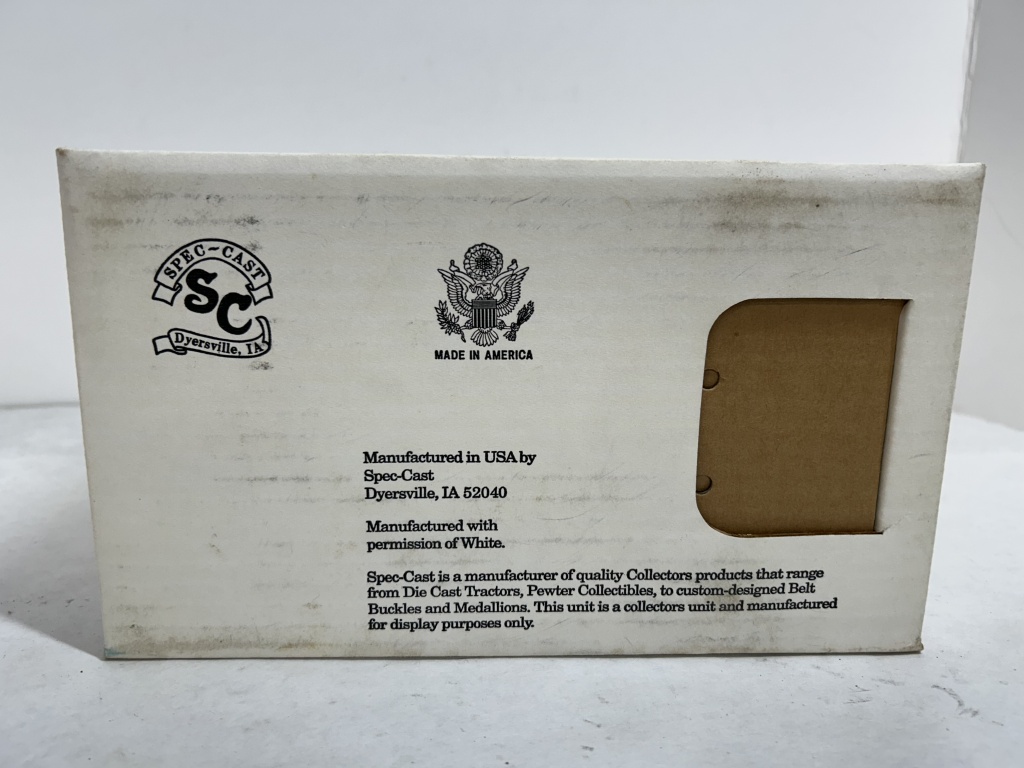 SPEC~CAST
SC
Dyersville, IA
MADE IN AMERICA
Manufactured in USA by
Spec-Cast
Dyersville, IA 52040
Manufactured with
permission of White.
Spec-Cast is a manufacturer of quality Collectors products that range
from Die Cast Tractors, Pewter Collectibles, to custom-designed Belt
Buckles and Medallions. This unit is a collectors unit and manufactured
for display purposes only.